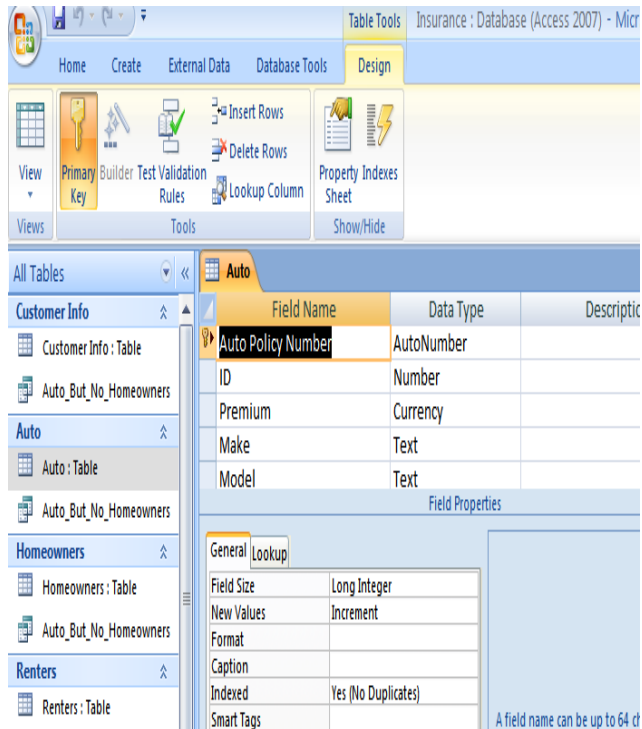 Table Tools Insurance : Database (Access 2007) - Micr
Home Create External Data Database Tools Design
View
Primary Key
Builder
Test Validation Rules
Insert Rows
Delete Rows
Lookup Column
Property Sheet
Indexes
Views Tools Show/Hide
All Tables
Customer Info
Customer Info : Table
Auto_But_No_Homeowners
Auto
Auto : Table
Auto_But_No_Homeowners
Homeowners
Homeowners : Table
Auto_But_No_Homeowners
Renters
Renters : Table
Auto
Field Name Data Type Descriptio
Auto Policy Number AutoNumber
ID Number
Premium Currency
Make Text
Model Text
Field Properties
General Lookup
Field Size Long Integer
New Values Increment
Format
Caption
Indexed Yes (No Duplicates)
Smart Tags
A field name can be up to 64 ch